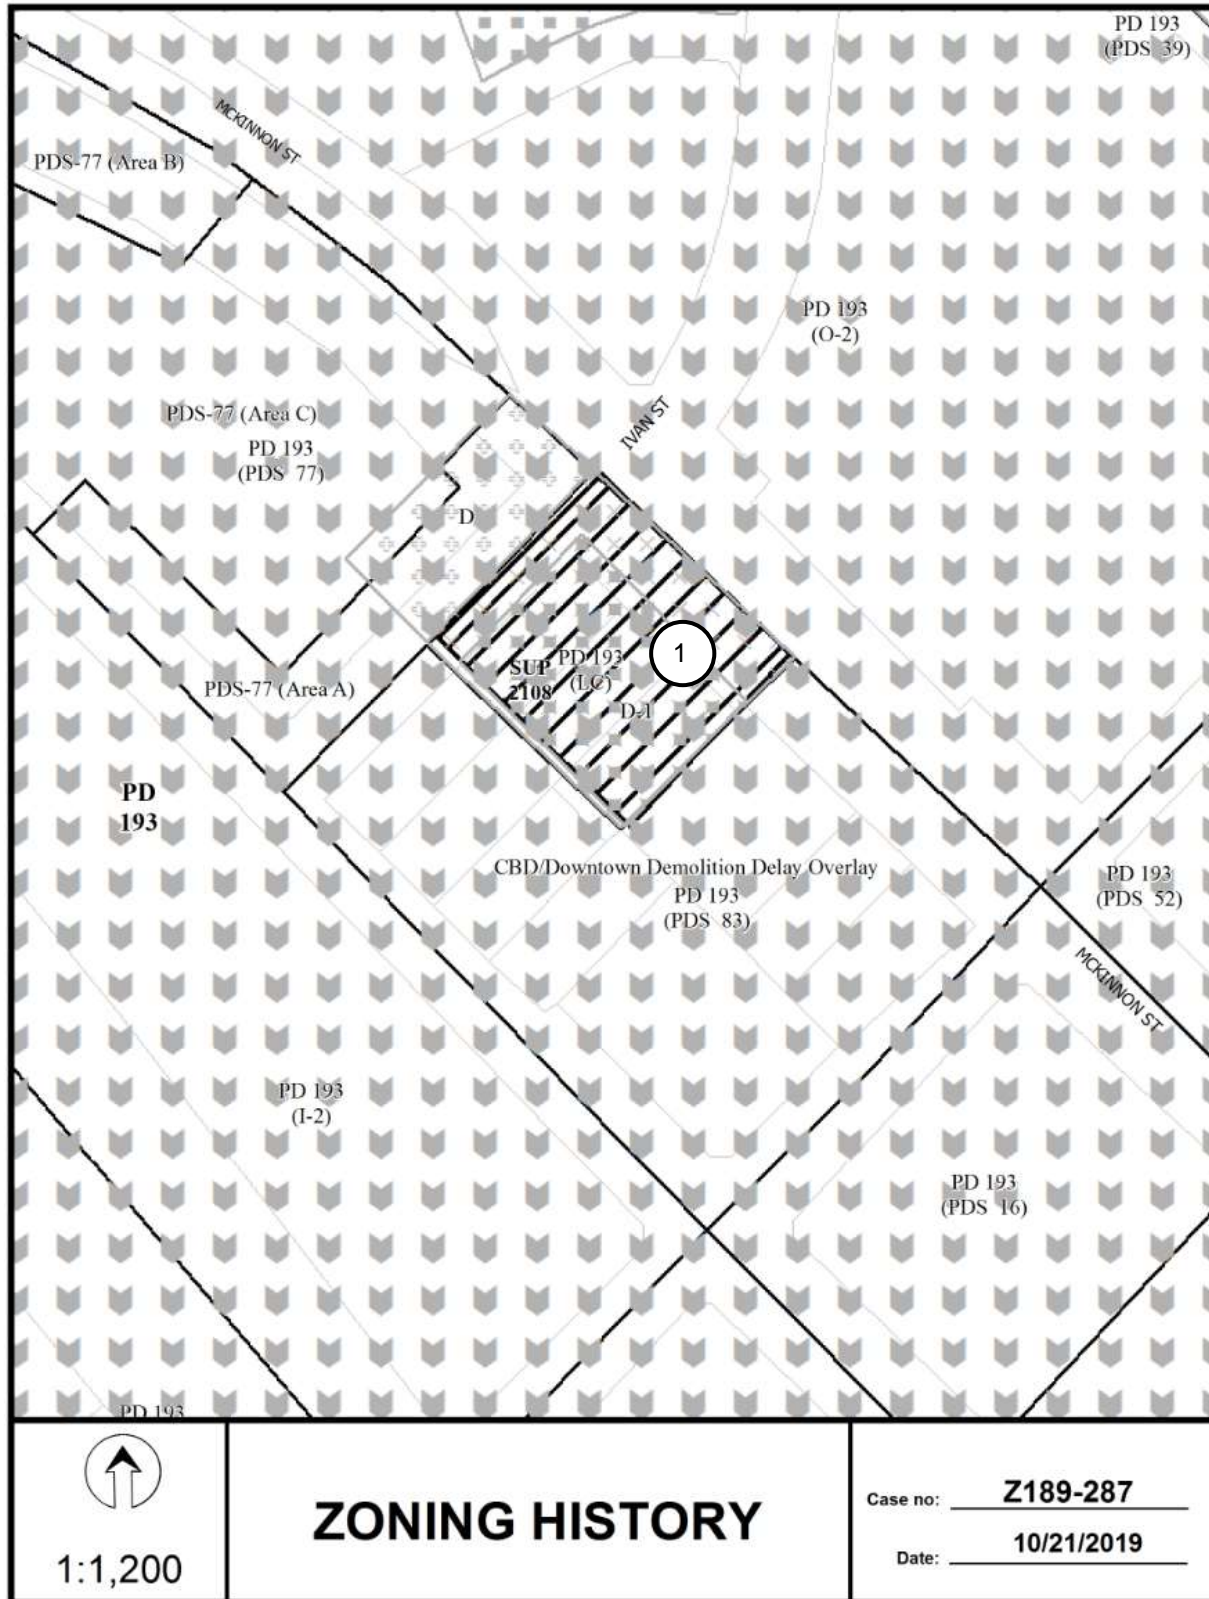 PD 193
(PDS 39)
MCKINNON ST
PDS-77 (Area B)
PD 193
(O-2)
PDS-77 (Area C)
PD 193
(PDS 77)
IVAN ST
D
1
SUP
2108
PD 193
(LC)
D-1
PDS-77 (Area A)
PD
193
CBD/Downtown Demolition Delay Overlay
PD 193
(PDS 83)
PD 193
(PDS 52)
MCKINNON ST
PD 193
(I-2)
PD 193
(PDS 16)
PD 193
1:1,200
ZONING HISTORY
Case no: Z189-287
Date: 10/21/2019